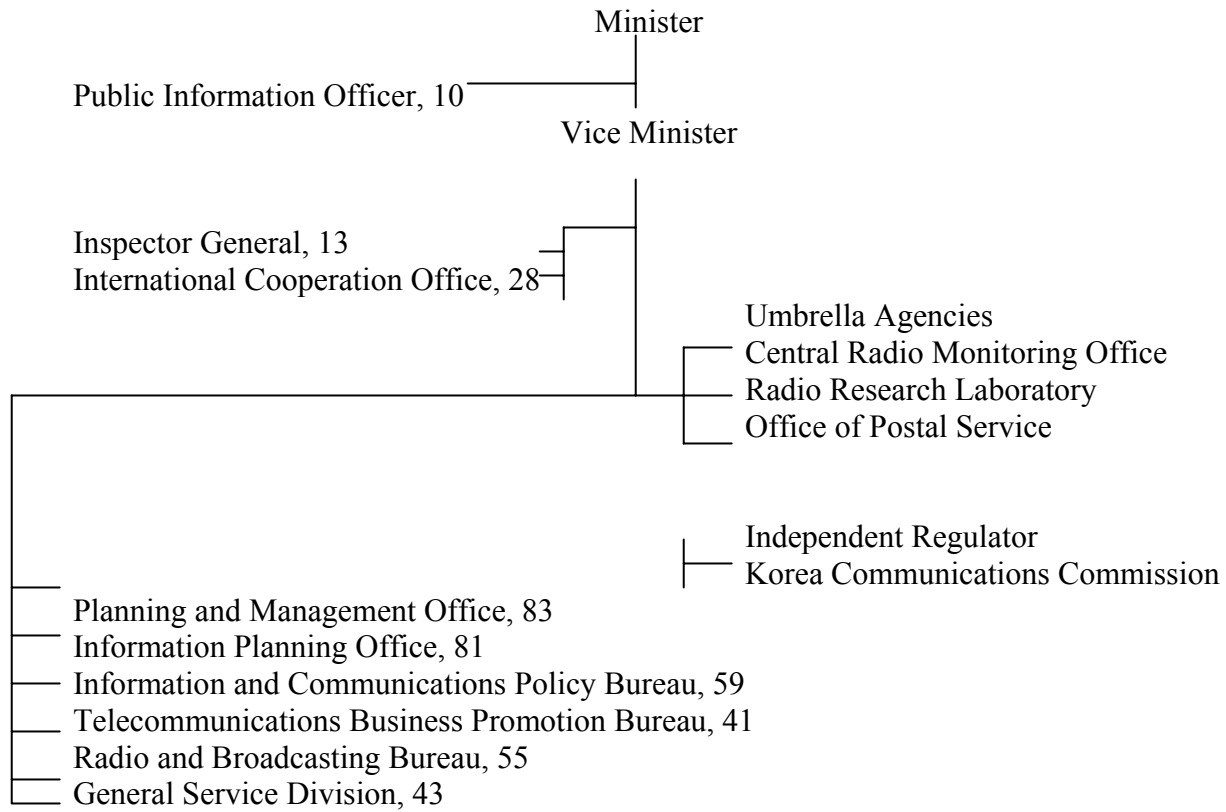 Minister
Public Information Officer, 10
Vice Minister
Inspector General, 13
International Cooperation Office, 28
Umbrella Agencies
Central Radio Monitoring Office
Radio Research Laboratory
Office of Postal Service
Independent Regulator
Korea Communications Commission
Planning and Management Office, 83
Information Planning Office, 81
Information and Communications Policy Bureau, 59
Telecommunications Business Promotion Bureau, 41
Radio and Broadcasting Bureau, 55
General Service Division, 43